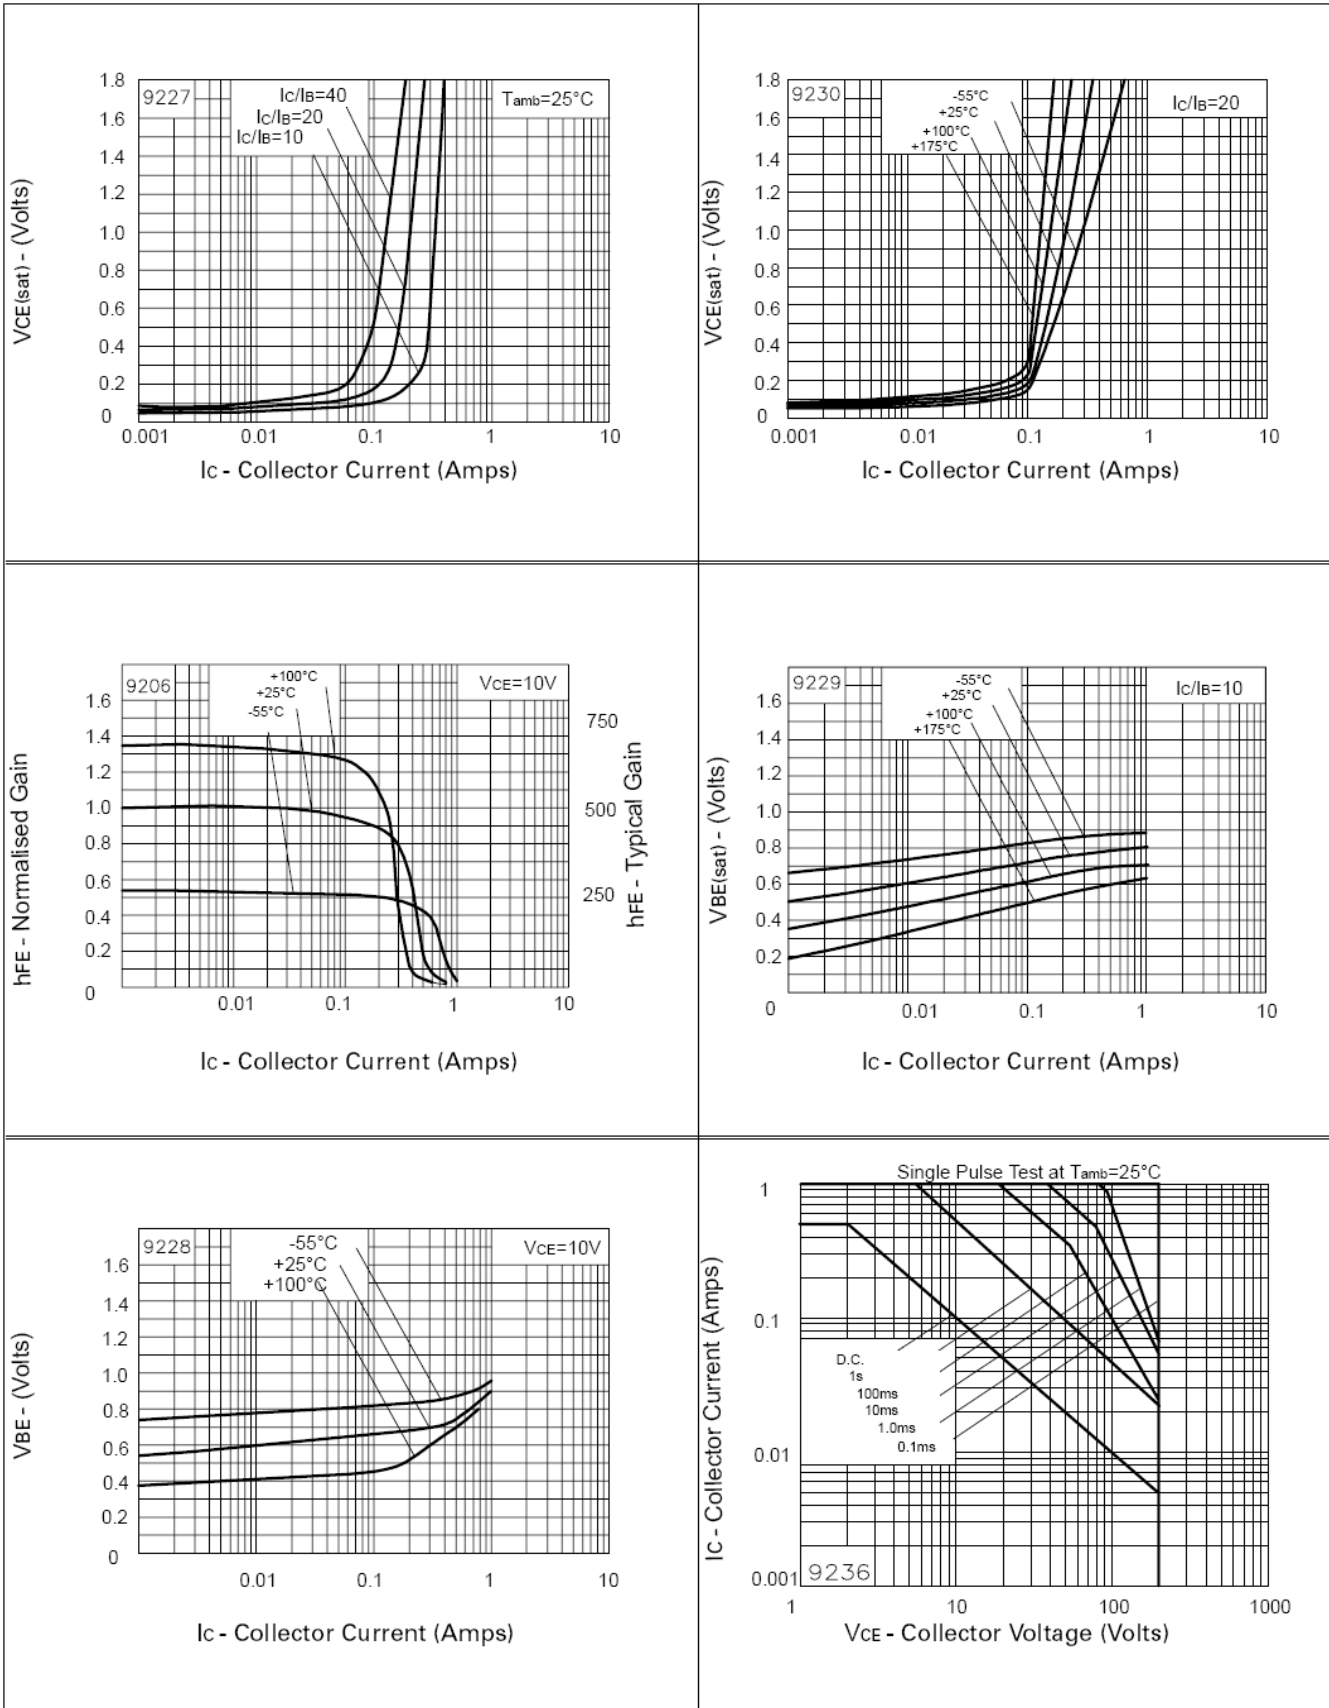 1.8
9227
IC/IB=40
IC/IB=20
IC/IB=10
Tamb=25°C
1.6
1.4
1.2
1.0
0.8
0.6
0.4
0.2
0
VCE(sat) - (Volts)
0.001
0.01
0.1
1
10
IC - Collector Current (Amps)
1.8
9230
-55°C
+25°C
+100°C
+175°C
IC/IB=20
1.6
1.4
1.2
1.0
0.8
0.6
0.4
0.2
0
VCE(sat) - (Volts)
0.001
0.01
0.1
1
10
IC - Collector Current (Amps)
9206
+100°C
+25°C
-55°C
VCE=10V
1.6
1.4
1.2
1.0
0.8
0.6
0.4
0.2
0
hFE - Normalised Gain
750
500
250
hFE - Typical Gain
0.01
0.1
1
10
IC - Collector Current (Amps)
9229
-55°C
+25°C
+100°C
+175°C
IC/IB=10
1.6
1.4
1.2
1.0
0.8
0.6
0.4
0.2
0
VBE(sat) - (Volts)
0.01
0.1
1
10
IC - Collector Current (Amps)
9228
-55°C
+25°C
+100°C
VCE=10V
1.6
1.4
1.2
1.0
0.8
0.6
0.4
0.2
0
VBE - (Volts)
0.01
0.1
1
10
IC - Collector Current (Amps)
Single Pulse Test at Tamb=25°C
1
0.1
0.01
0.001
IC - Collector Current (Amps)
D.C.
1s
100ms
10ms
1.0ms
0.1ms
9236
1
10
100
1000
VCE - Collector Voltage (Volts)